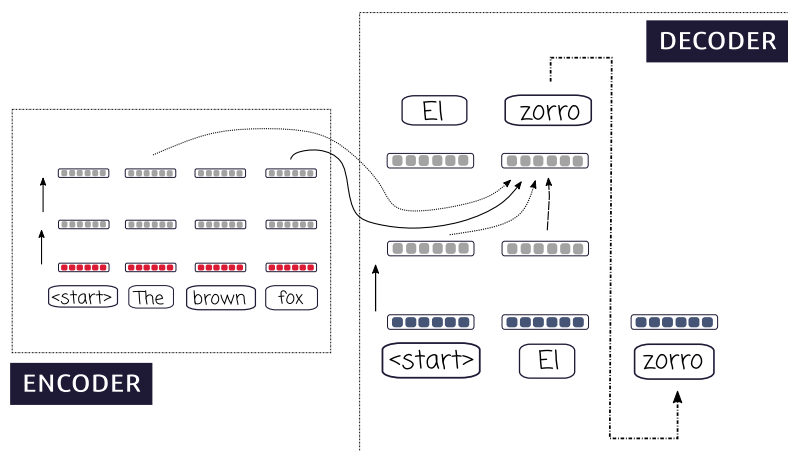 DECODER
El zorro
<start> The brown fox
<start> El zorro
ENCODER